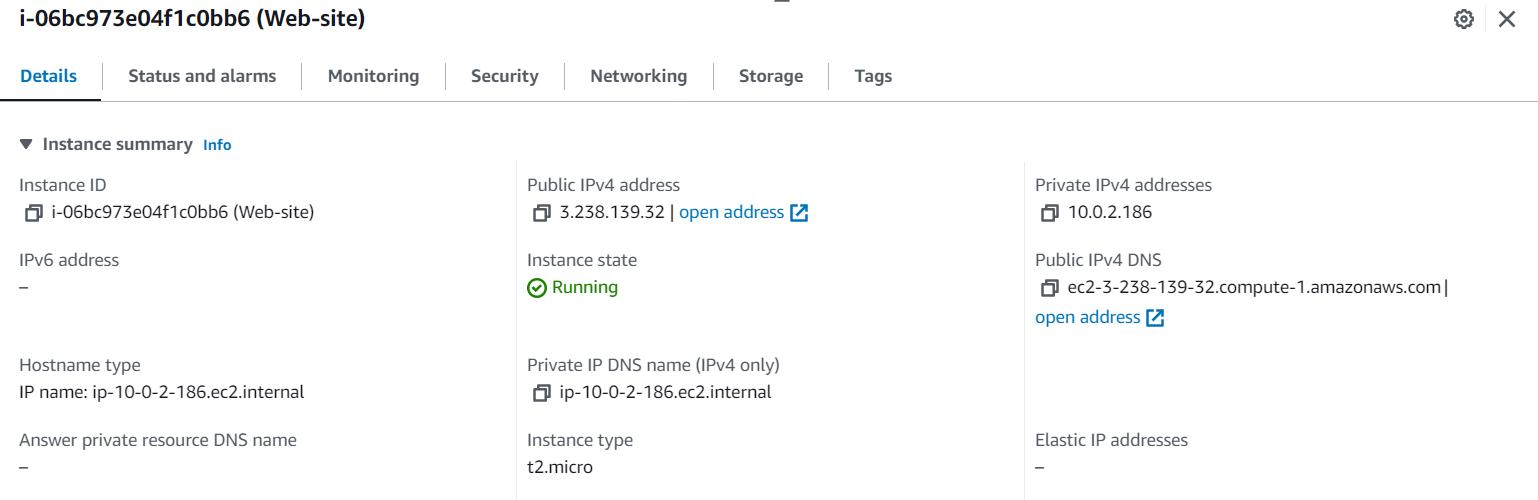 i-06bc973e04f1c0bb6 (Web-site)
Details
Status and alarms
Monitoring
Security
Networking
Storage
Tags
Instance summary Info
Instance ID
i-06bc973e04f1c0bb6 (Web-site)
Public IPv4 address
3.238.139.32 | open address
Private IPv4 addresses
10.0.2.186
IPv6 address
–
Instance state
Running
Public IPv4 DNS
ec2-3-238-139-32.compute-1.amazonaws.com |
open address
Hostname type
IP name: ip-10-0-2-186.ec2.internal
Private IP DNS name (IPv4 only)
ip-10-0-2-186.ec2.internal
Answer private resource DNS name
–
Instance type
t2.micro
Elastic IP addresses
–